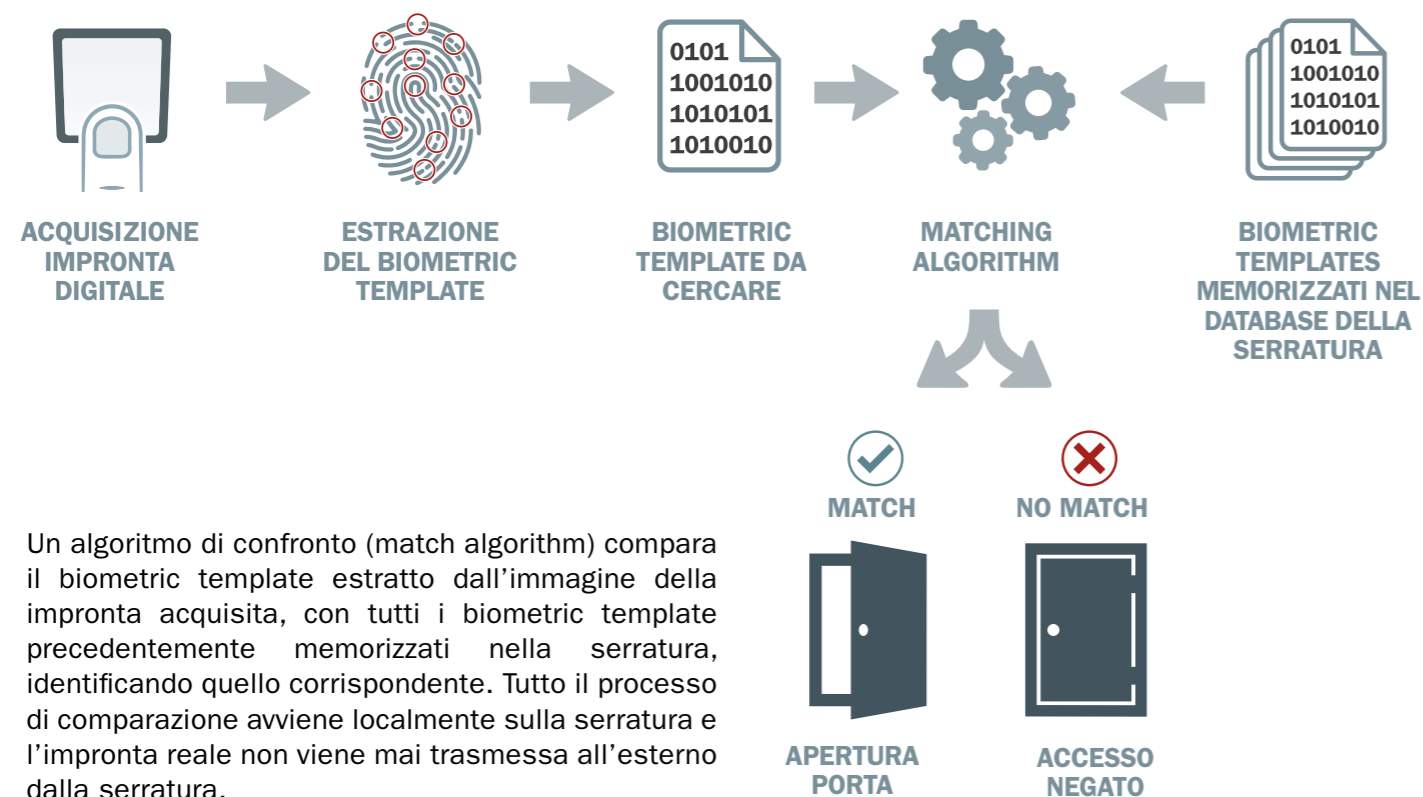 0101
1001010
1010101
1010010
0101
1001010
1010101
1010010
ACQUISIZIONE
IMPRONTA
DIGITALE
ESTRAZIONE
DEL BIOMETRIC
TEMPLATE
BIOMETRIC
TEMPLATE DA
CERCARE
MATCHING
ALGORITHM
BIOMETRIC
TEMPLATES
MEMORIZZATI NEL
DATABASE DELLA
SERRATURA
MATCH
NO MATCH
Un algoritmo di confronto (match algorithm) compara
il biometric template estratto dall'immagine della
impronta acquisita, con tutti i biometric template
precedentemente memorizzati nella serratura,
identificando quello corrispondente. Tutto il processo
di comparazione avviene localmente sulla serratura e
l'impronta reale non viene mai trasmessa all'esterno
dalla serratura.
APERTURA
PORTA
ACCESSO
NEGATO